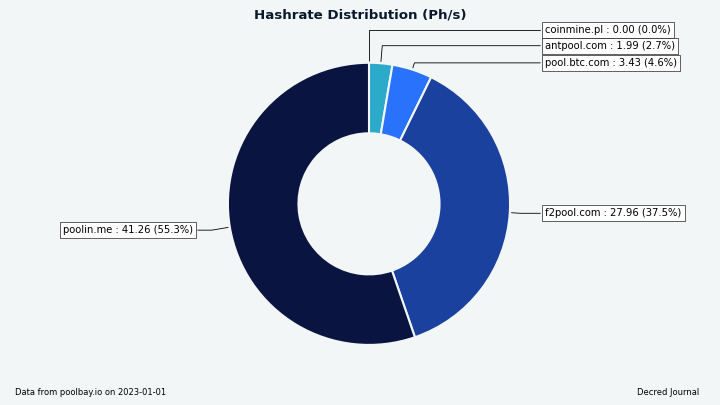 Hashrate Distribution (Ph/s)
coinmine.pl : 0.00 (0.0%)
antpool.com : 1.99 (2.7%)
pool.btc.com : 3.43 (4.6%)
f2pool.com : 27.96 (37.5%)
poolin.me : 41.26 (55.3%)
Data from poolbay.io on 2023-01-01
Decred Journal